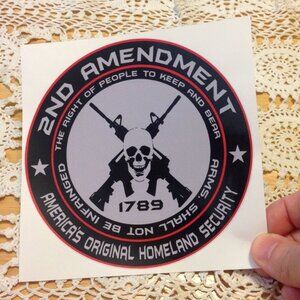 2ND AMENDMENT
THE RIGHT OF PEOPLE TO KEEP AND BEAR ARMS SHALL NOT BE INFRINGED
1789
AMERICA'S ORIGINAL HOMELAND SECURITY